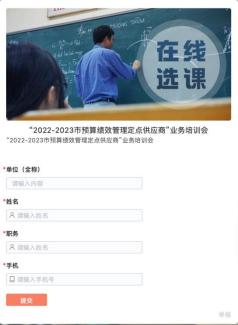 在线
选课
"2022-2023市预算绩效管理定点供应商"业务培训会
"2022-2023市预算绩效管理定点供应商"业务培训会
*单位（全称）
请输入内容
*姓名
请输入姓名
*职务
请输入姓名
*手机
请输入手机号
提交
举报